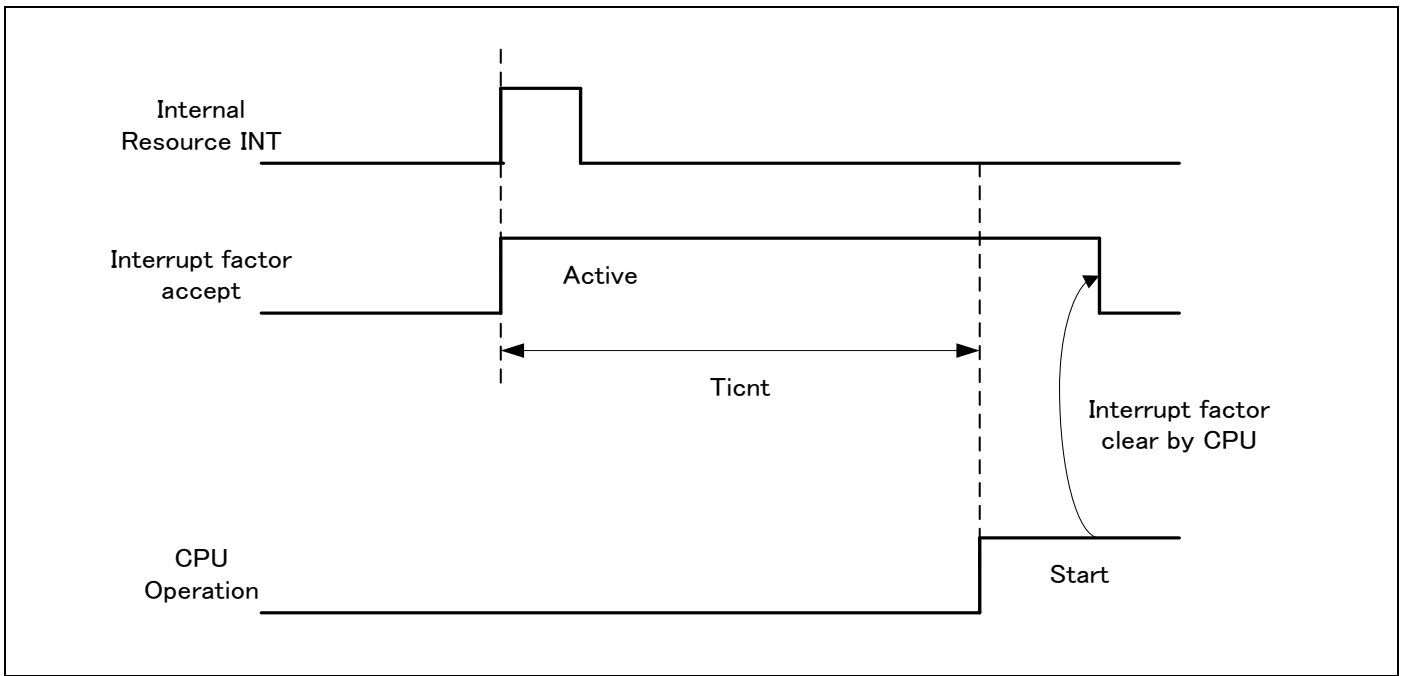 Internal
Resource INT
Interrupt factor
accept
Active
Ticnt
Interrupt factor
clear by CPU
CPU
Operation
Start